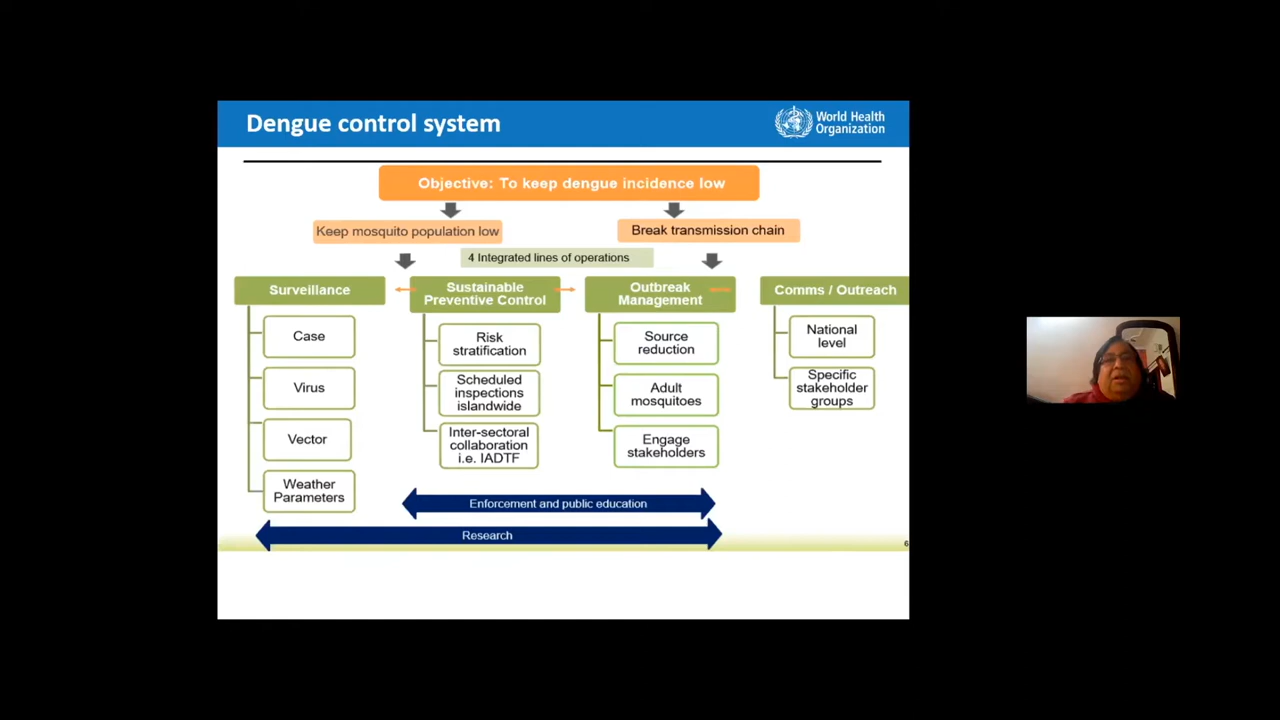 Dengue control system
World Health
Organization
Objective: To keep dengue incidence low
Keep mosquito population low
Break transmission chain
4 Integrated lines of operations
Surveillance
Case
Virus
Vector
Weather
Parameters
Sustainable
Preventive Control
Risk
stratification
Scheduled
inspections
islandwide
Inter-sectoral
collaboration
i.e. IADTF
Outbreak
Management
Source
reduction
Adult
mosquitoes
Engage
stakeholders
Comms / Outreach
National
level
Specific
stakeholder
groups
Enforcement and public education
Research
6